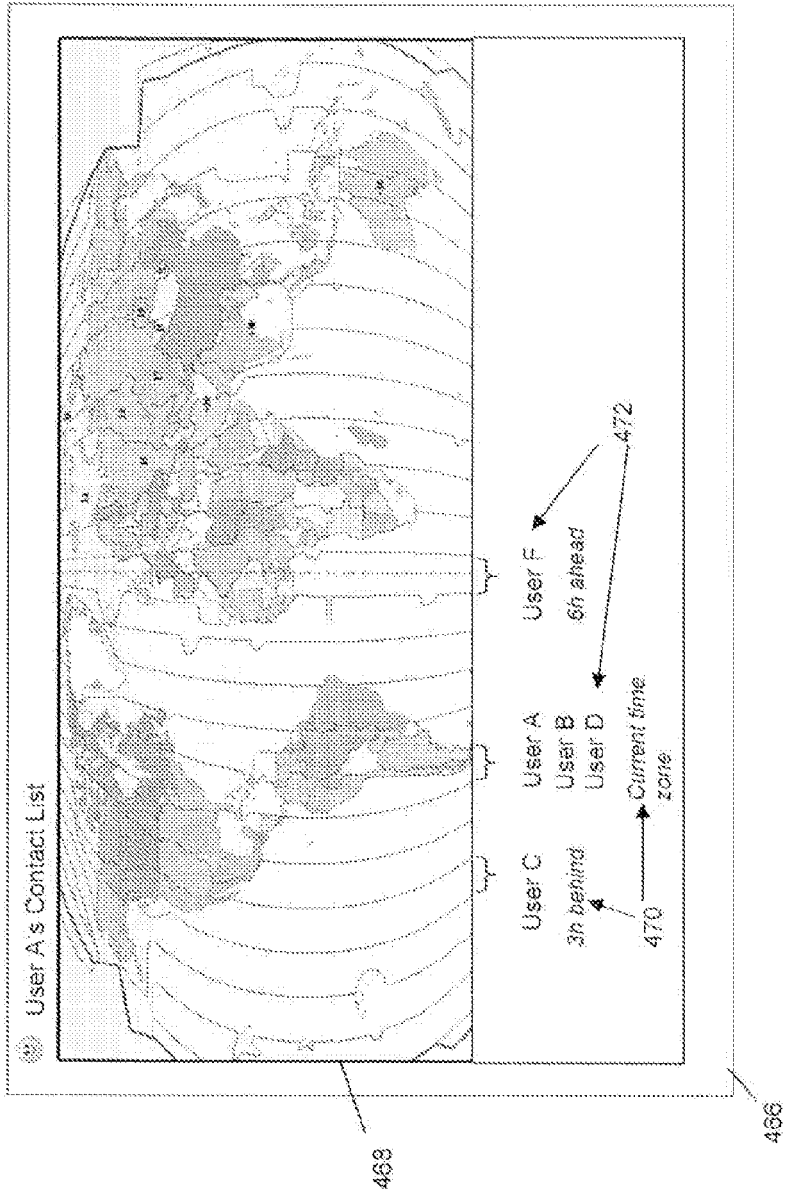 User A's Contact List
User C
3h behind
User A
User B
User D
Current time
zone
User F
6h ahead
470
472
468
466